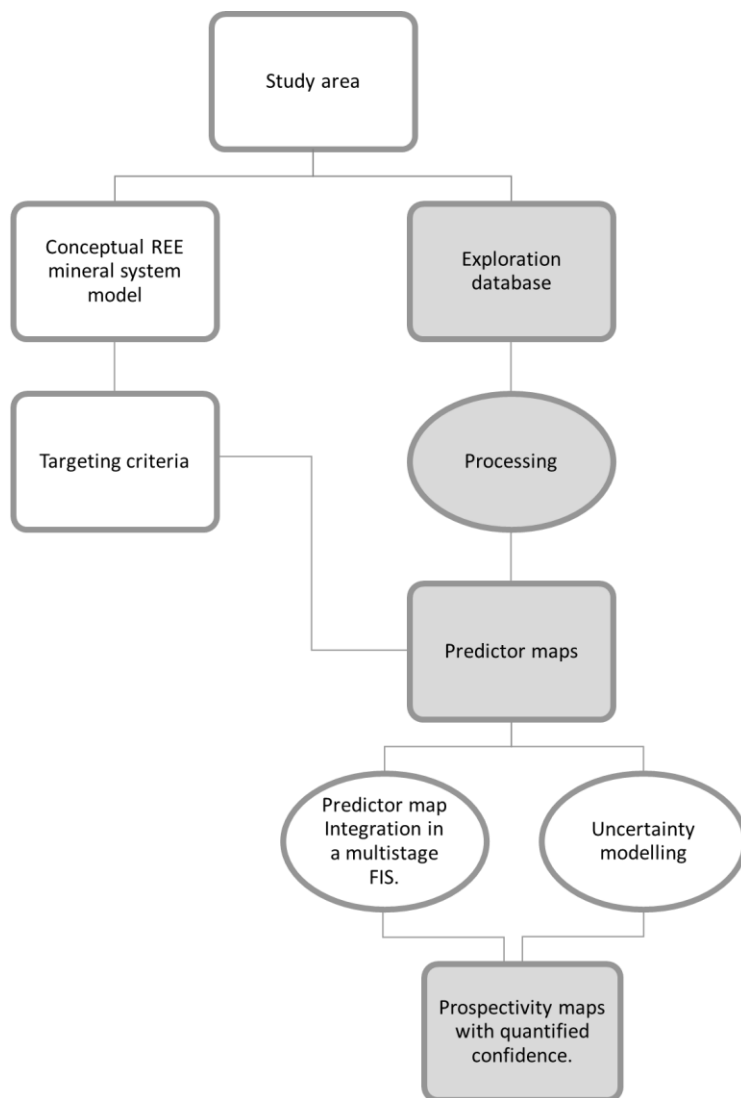 Study area
Conceptual REE
mineral system
model
Exploration
database
Targeting criteria
Processing
Predictor maps
Predictor map
Integration in
a multistage
FIS.
Uncertainty
modelling
Prospectivity maps
with quantified
confidence.